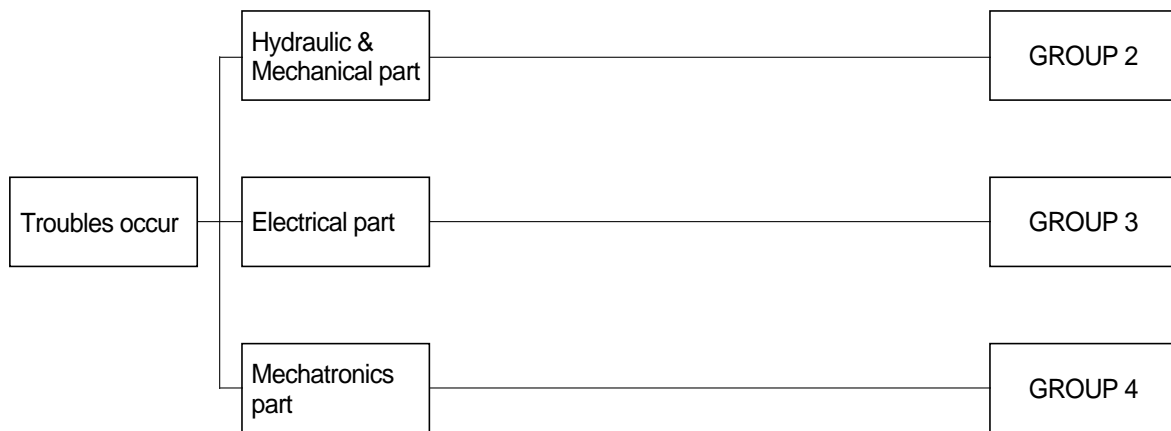 Hydraulic &
Mechanical part
GROUP 2
Troubles occur
Electrical part
GROUP 3
Mechatronics
part
GROUP 4